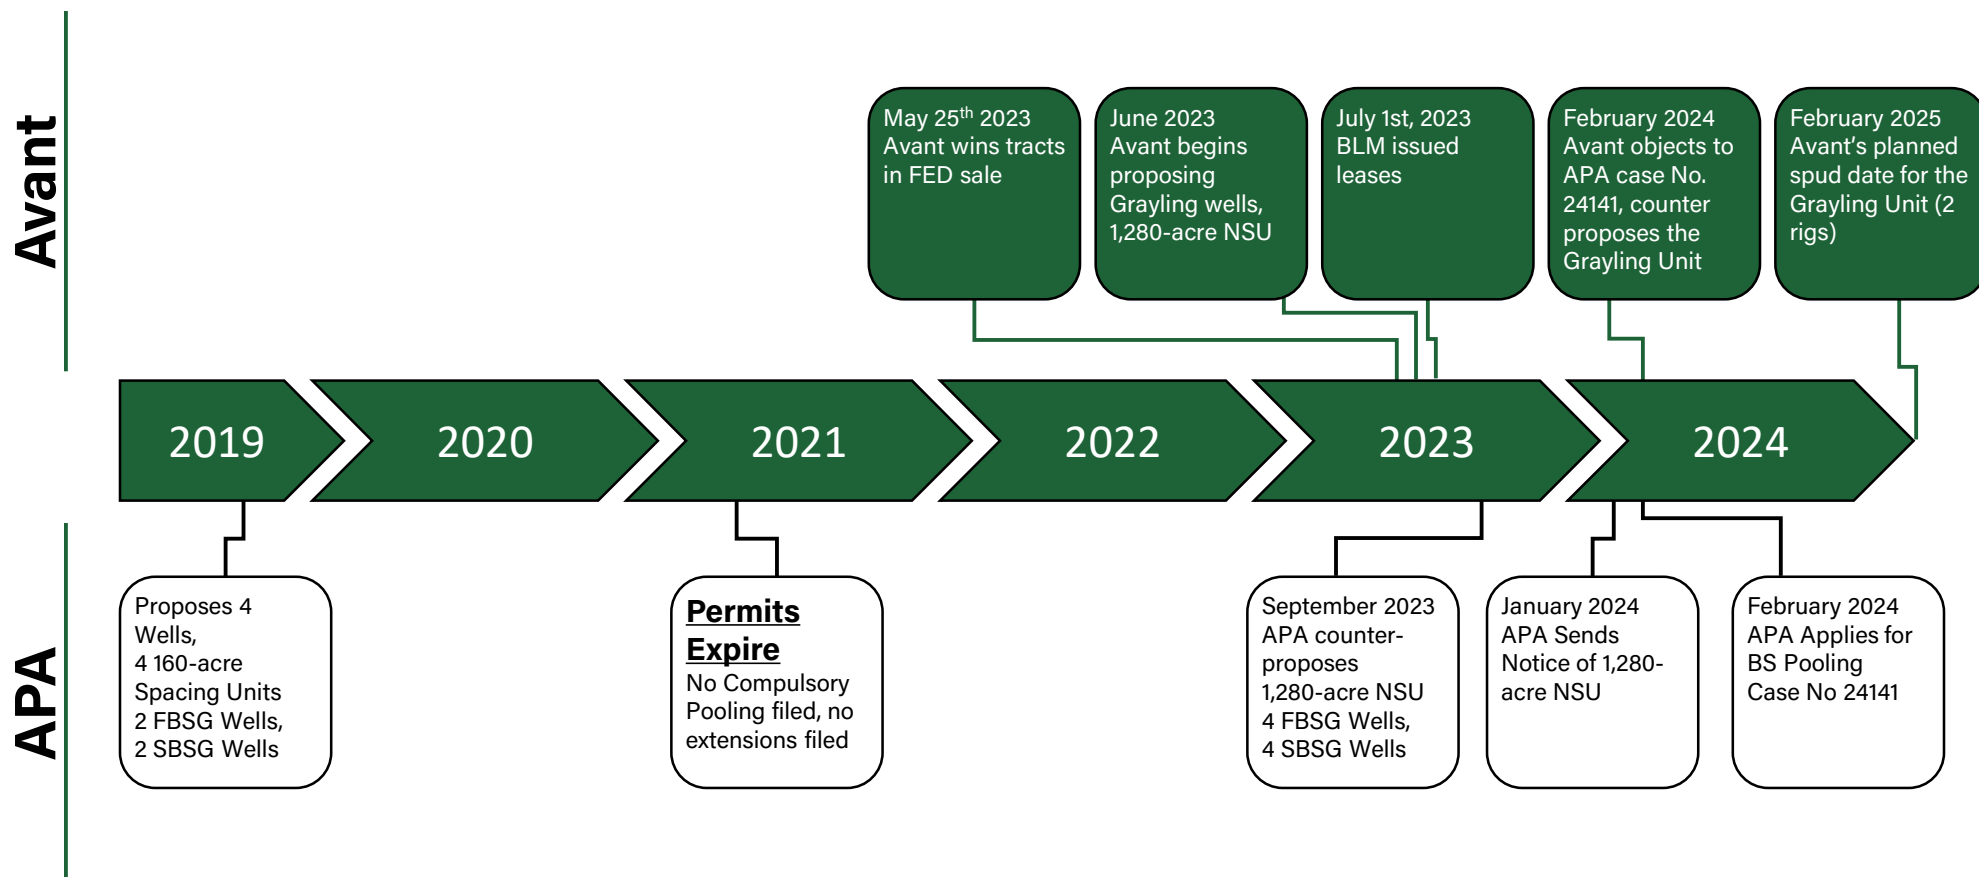 Avant
May 25th 2023
Avant wins tracts
in FED sale
June 2023
Avant begins
proposing
Grayling wells,
1,280-acre NSU
July 1st, 2023
BLM issued
leases
February 2024
Avant objects to
APA case No.
24141, counter
proposes the
Grayling Unit
February 2025
Avant’s planned
spud date for the
Grayling Unit (2
rigs)
2019
2020
2021
2022
2023
2024
APA
Proposes 4
Wells,
4 160-acre
Spacing Units
2 FBSG Wells,
2 SBSG Wells
Permits
Expire
No Compulsory
Pooling filed, no
extensions filed
September 2023
APA counter-
proposes
1,280-acre NSU
4 FBSG Wells,
4 SBSG Wells
January 2024
APA Sends
Notice of 1,280-
acre NSU
February 2024
APA Applies for
BS Pooling
Case No 24141